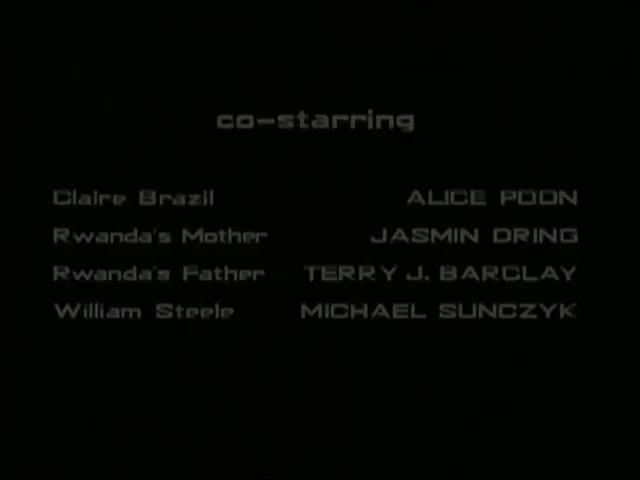 co-starring
Claire Brazil ALICE POON
Rwanda's Mother JASMIN DRING
Rwanda's Father TERRY J. BARCLAY
William Steele MICHAEL SUNCZYK